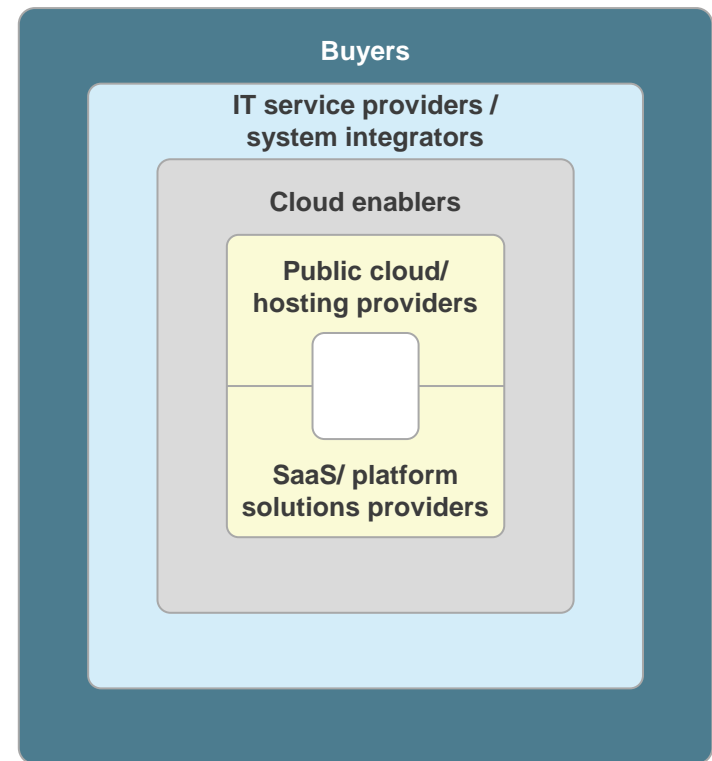 Buyers
IT service providers /
system integrators
Cloud enablers
Public cloud/
hosting providers
SaaS/ platform
solutions providers